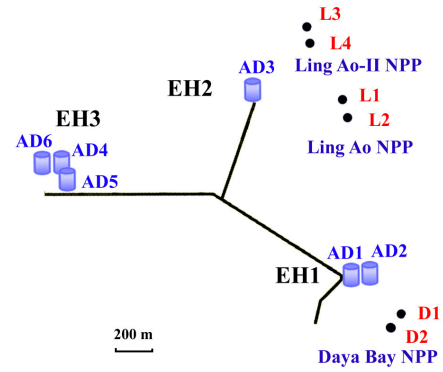 L3
L4
Ling Ao-II NPP
AD3
EH2
L1
L2
Ling Ao NPP
EH3
AD6
AD4
AD5
AD1
AD2
EH1
D1
D2
Daya Bay NPP
200 m